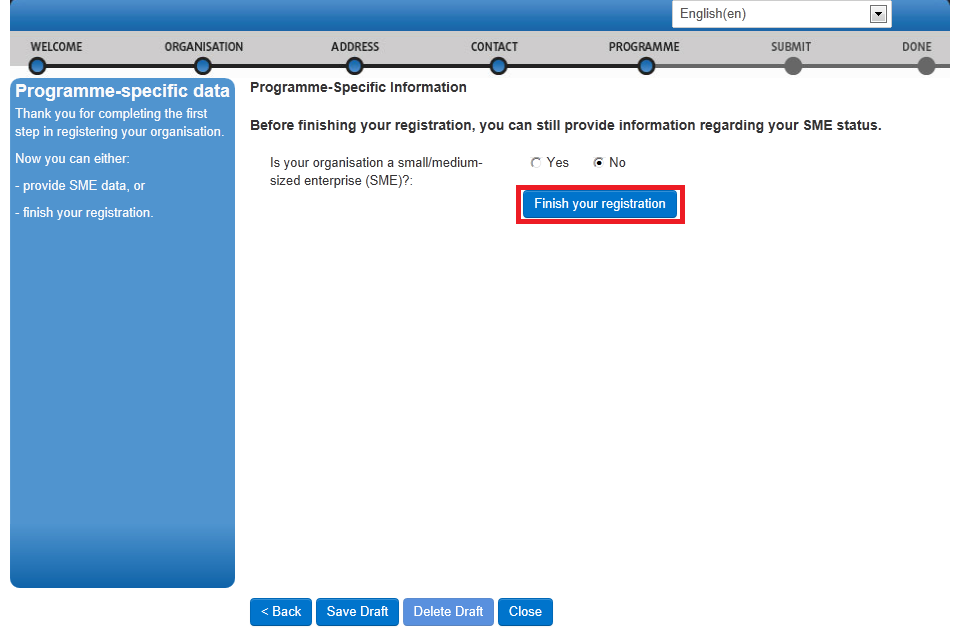 English(en)
WELCOME
ORGANISATION
ADDRESS
CONTACT
PROGRAMME
SUBMIT
DONE
Programme-specific data
Thank you for completing the first
step in registering your organisation.
Now you can either:
- provide SME data, or
- finish your registration.
Programme-Specific Information
Before finishing your registration, you can still provide information regarding your SME status.
Is your organisation a small/medium-
sized enterprise (SME)?:
Yes
No
Finish your registration
< Back
Save Draft
Delete Draft
Close